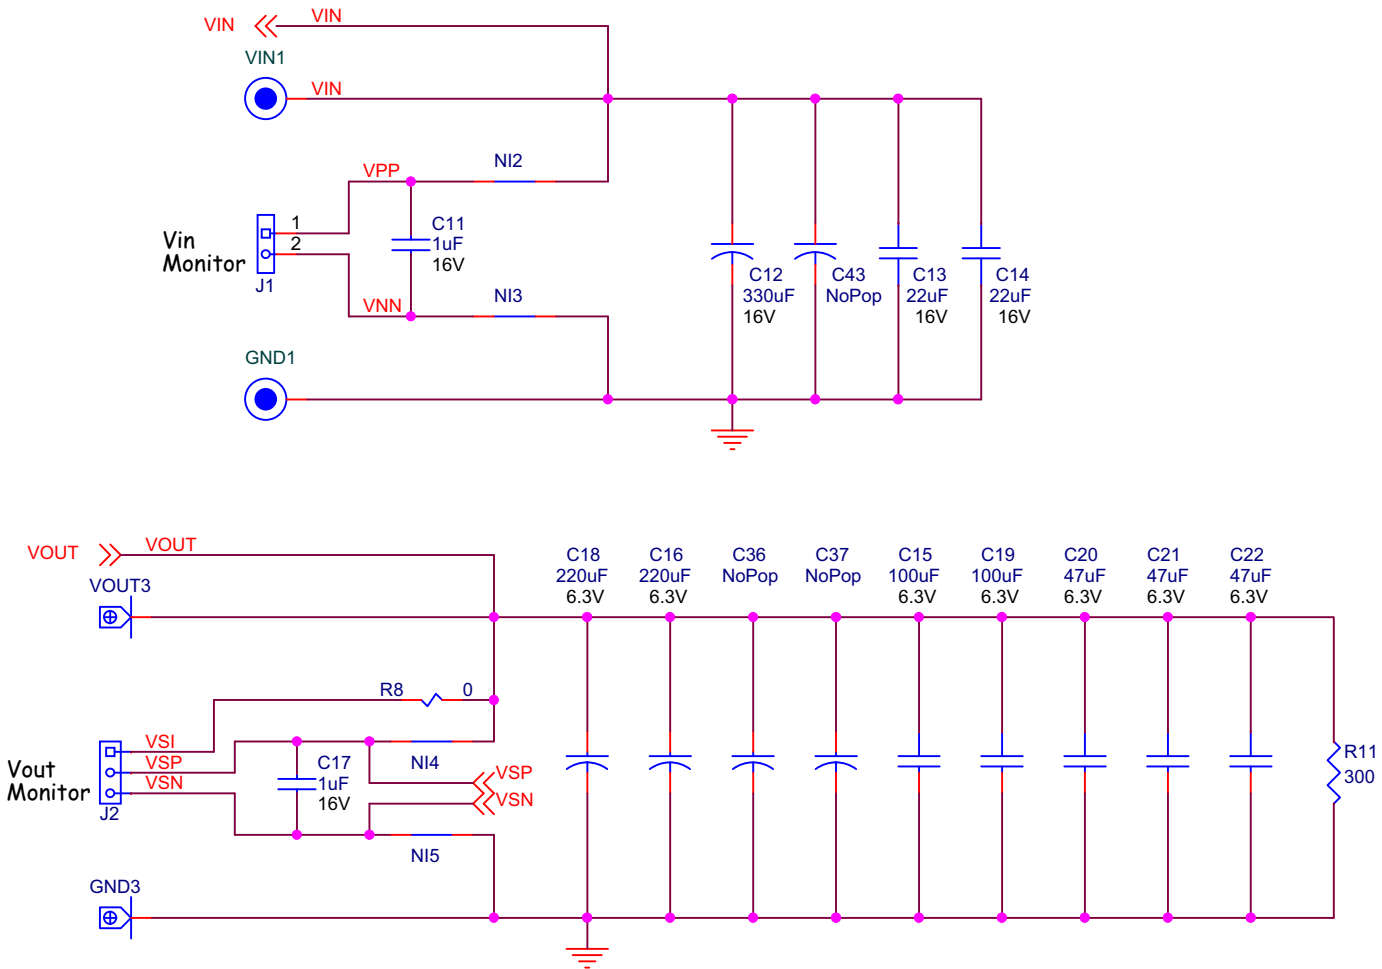 VIN
VIN
VIN1
VIN
NI2
VPP
1
2
C11
1uF
16V
Vin
Monitor
J1
C12
330uF
16V
C43
NoPop
C13
22uF
16V
C14
22uF
16V
VNN
NI3
GND1
VOUT
VOUT
VOUT3
C18
220uF
6.3V
C16
220uF
6.3V
C36
NoPop
C37
NoPop
C15
100uF
6.3V
C19
100uF
6.3V
C20
47uF
6.3V
C21
47uF
6.3V
C22
47uF
6.3V
R8
0
VSI
VSP
VSN
Vout
Monitor
J2
C17
1uF
16V
NI4
VSP
VSN
NI5
R11
300
GND3